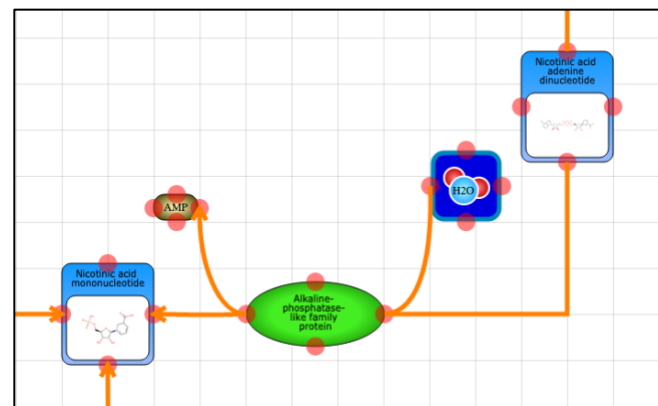 Nicotinic acid
adenine
dinucleotide
H2O
AMP
Nicotinic acid
mononucleotide
Alkaline-
phosphatase-
like family
protein